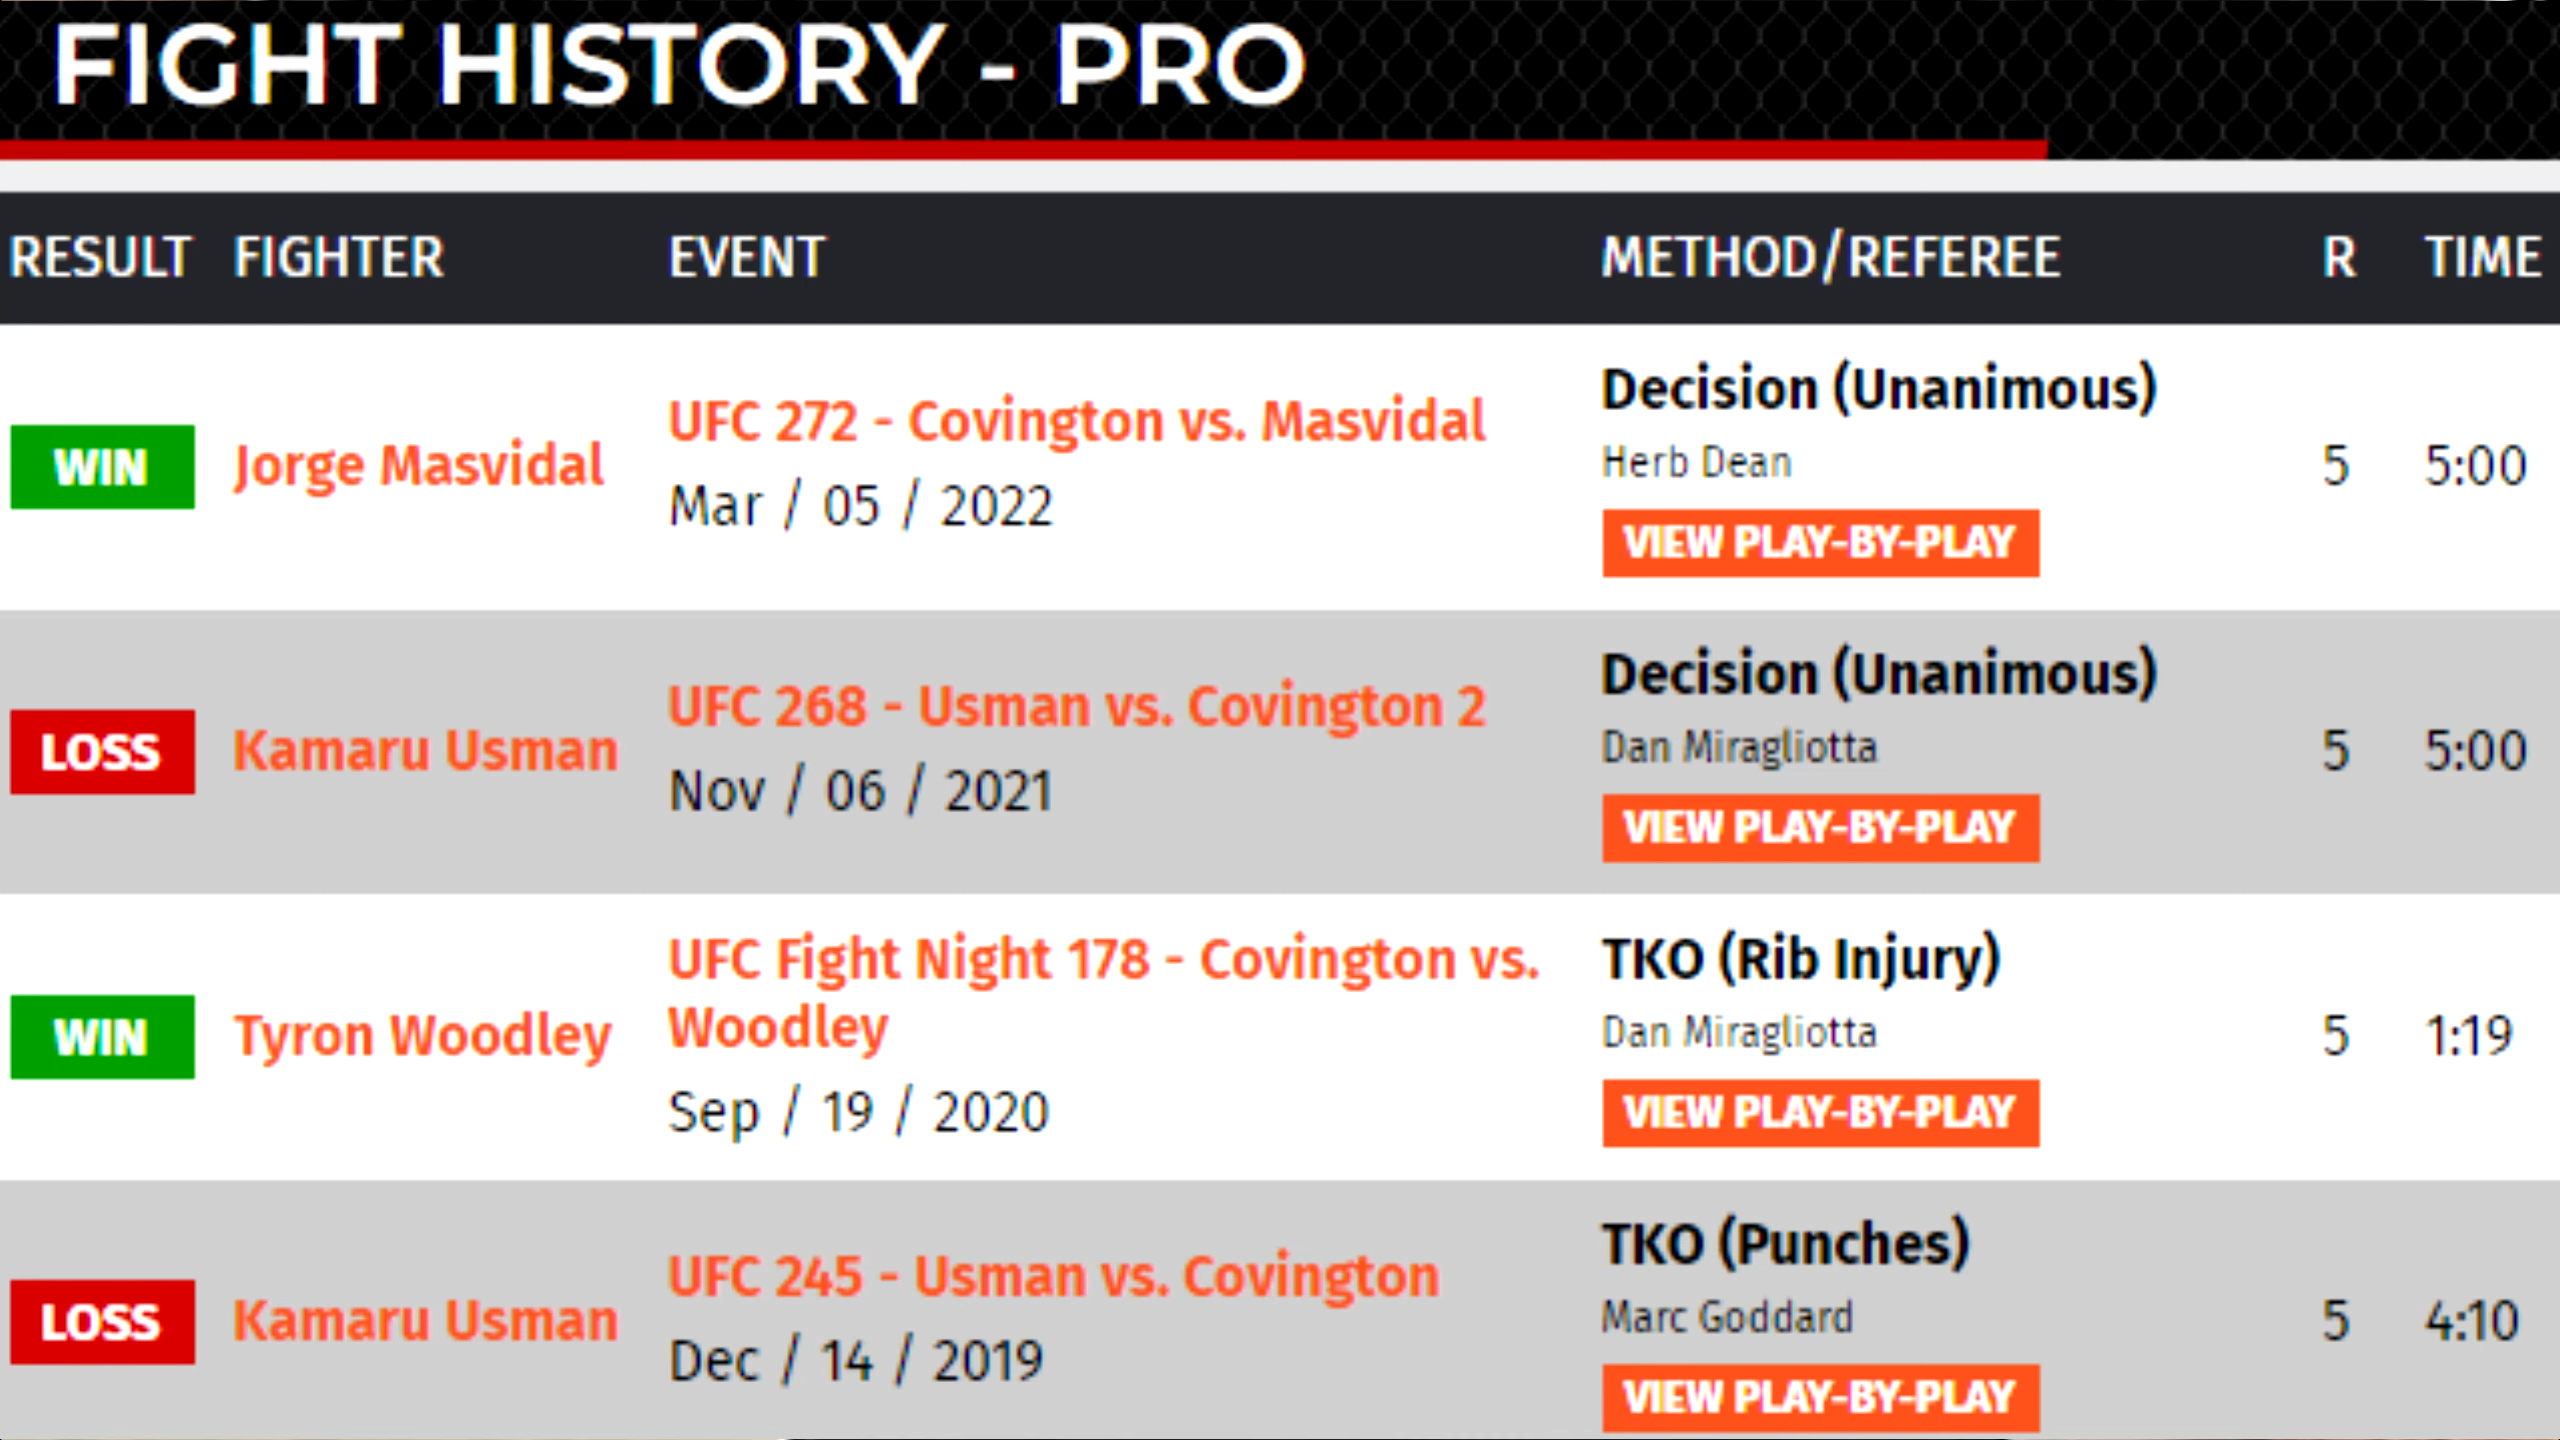 FIGHT HISTORY - PRO
RESULT FIGHTER EVENT METHOD/REFEREE R TIME
WIN Jorge Masvidal UFC 272 - Covington vs. Masvidal Decision (Unanimous) 5 5:00
Mar / 05 / 2022 Herb Dean
VIEW PLAY-BY-PLAY
LOSS Kamaru Usman UFC 268 - Usman vs. Covington 2 Decision (Unanimous) 5 5:00
Nov / 06 / 2021 Dan Miragliotta
VIEW PLAY-BY-PLAY
WIN Tyron Woodley UFC Fight Night 178 - Covington vs. TKO (Rib Injury) 5 1:19
Woodley Dan Miragliotta
Sep / 19 / 2020 VIEW PLAY-BY-PLAY
LOSS Kamaru Usman UFC 245 - Usman vs. Covington TKO (Punches) 5 4:10
Dec / 14 / 2019 Marc Goddard
VIEW PLAY-BY-PLAY